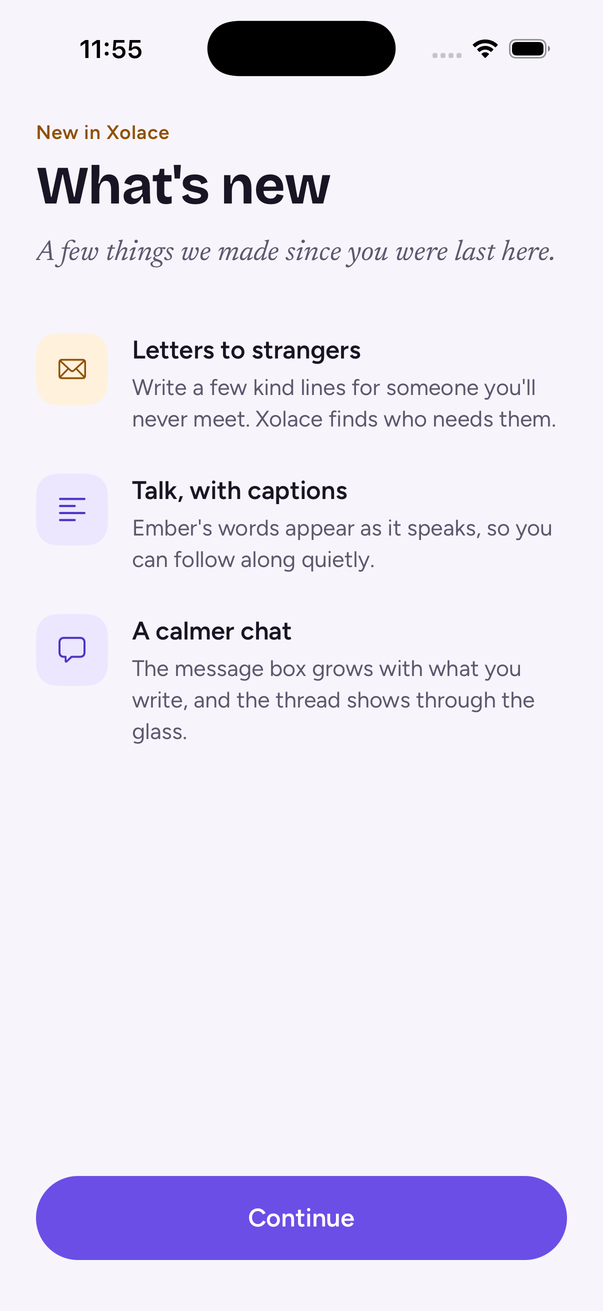 11:55
New in Xolace
What's new
A few things we made since you were last here.
Letters to strangers
Write a few kind lines for someone you'll
never meet. Xolace finds who needs them.
Talk, with captions
Ember's words appear as it speaks, so you
can follow along quietly.
A calmer chat
The message box grows with what you
write, and the thread shows through the
glass.
Continue